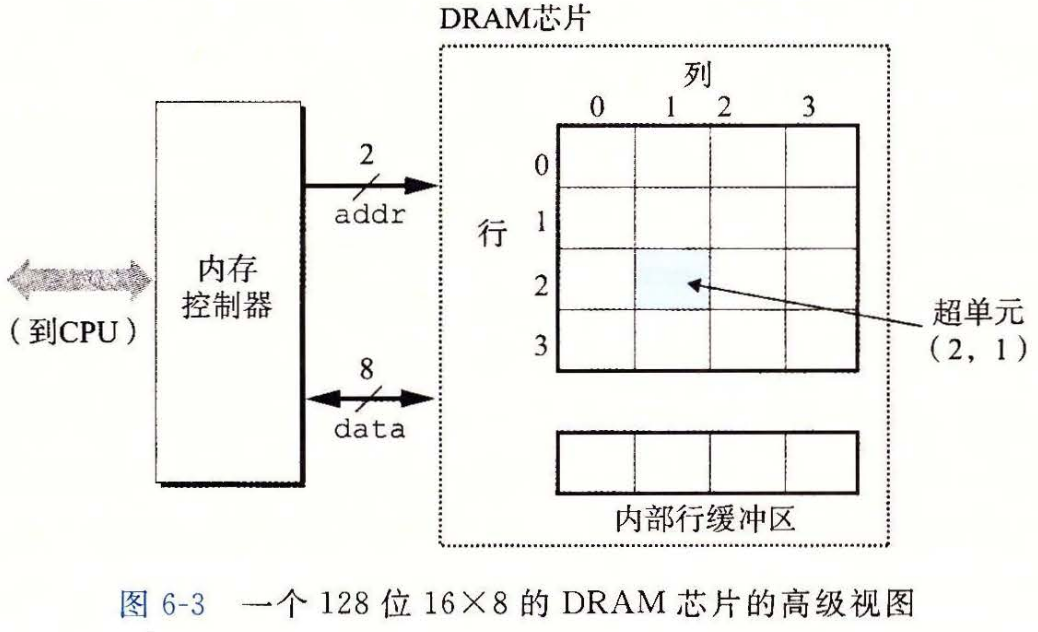 DRAM芯片
列
0 1 2 3
0
1
2
3
行
2
addr
内存
控制器
(到CPU)
8
data
超单元
(2, 1)
内部行缓冲区
图 6-3 一个 128 位 16×8 的 DRAM 芯片的高级视图